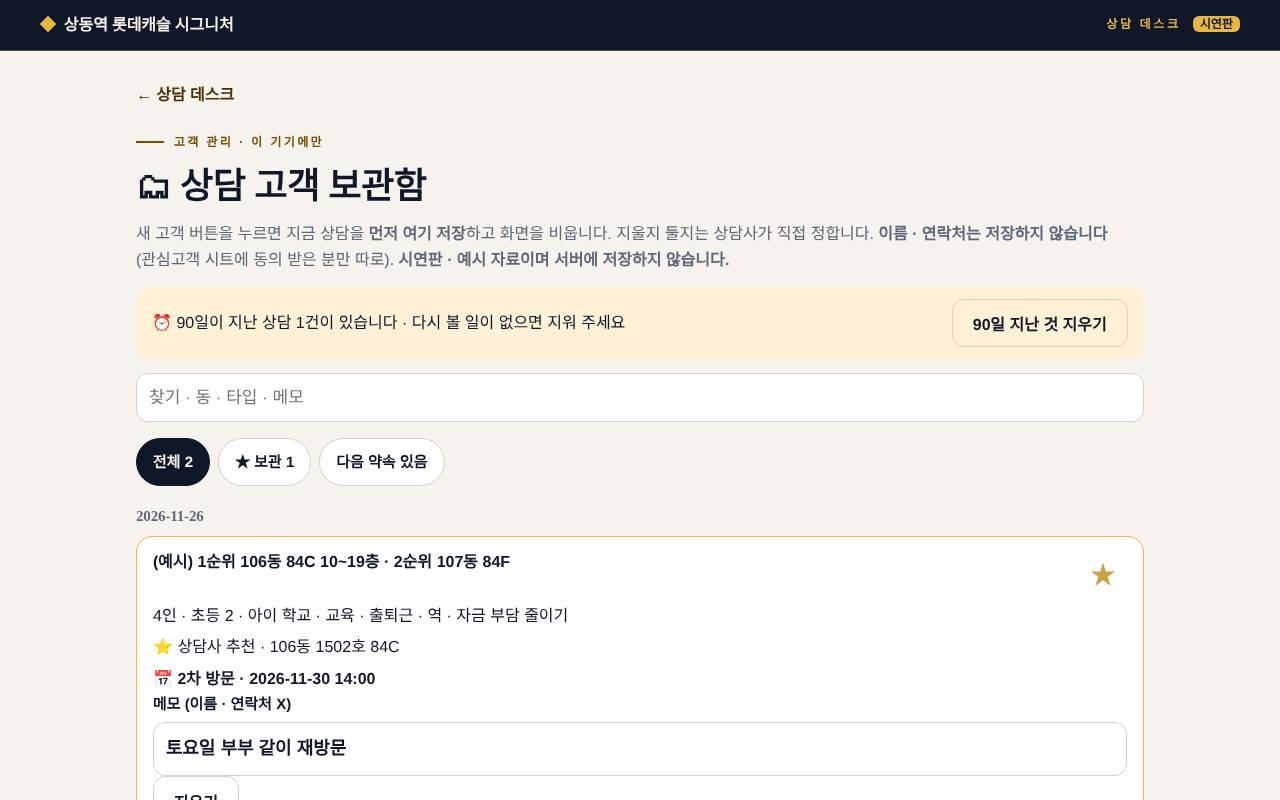 상동역 롯데캐슬 시그니처
상담 데스크 시연판
← 상담 데스크
고객 관리 · 이 기기에만
상담 고객 보관함
새 고객 버튼을 누르면 지금 상담을 먼저 여기 저장하고 화면을 비웁니다. 지울지 둘지는 상담사가 직접 정합니다. 이름 · 연락처는 저장하지 않습니다
(관심고객 시트에 동의 받은 분만 따로). 시연판 · 예시 자료이며 서버에 저장하지 않습니다.
90일이 지난 상담 1건이 있습니다 · 다시 볼 일이 없으면 지워 주세요
90일 지난 것 지우기
찾기 · 동 · 타입 · 메모
전체 2
★ 보관 1
다음 약속 있음
2026-11-26
(예시) 1순위 106동 84C 10~19층 · 2순위 107동 84F
4인 · 초등 2 · 아이 학교 · 교육 · 출퇴근 · 역 · 자금 부담 줄이기
⭐ 상담사 추천 · 106동 1502호 84C
📅 2차 방문 · 2026-11-30 14:00
메모 (이름 · 연락처 X)
토요일 부부 같이 재방문
지우기